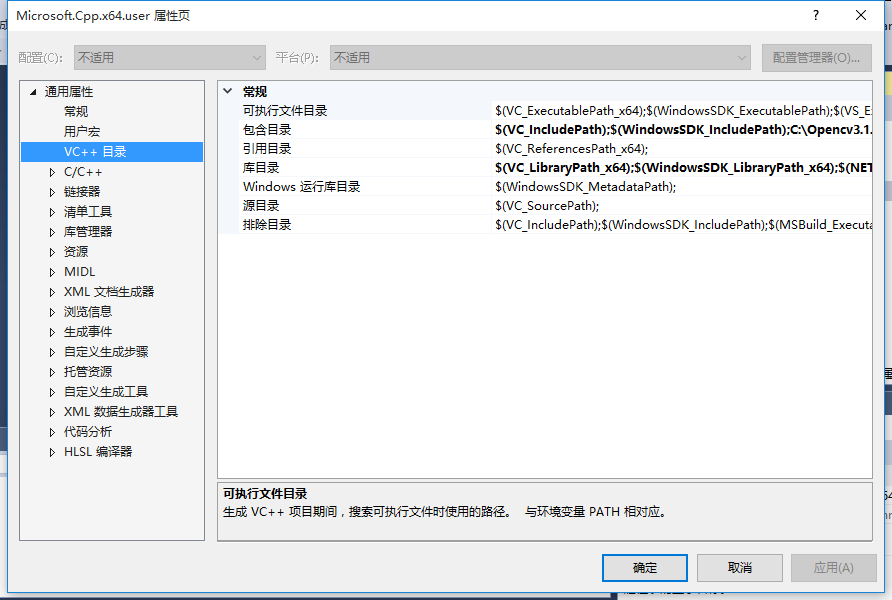 Microsoft.Cpp.x64.user 属性页
配置(C): 不适用 平台(P): 不适用 配置管理器(O)...
通用属性
常规
用户宏
VC++ 目录
C/C++
链接器
清单工具
库管理器
资源
MIDL
XML 文档生成器
浏览信息
生成事件
自定义生成步骤
托管资源
自定义生成工具
XML 数据生成器工具
代码分析
HLSL 编译器
常规
可执行文件目录 $(VC_ExecutablePath_x64);$(WindowsSDK_ExecutablePath);$(VS_E
包含目录 $(VC_IncludePath);$(WindowsSDK_IncludePath);C:\Opencv3.1.
引用目录 $(VC_ReferencesPath_x64);
库目录 $(VC_LibraryPath_x64);$(WindowsSDK_LibraryPath_x64);$(NET
Windows 运行库目录 $(WindowsSDK_MetadataPath);
源目录 $(VC_SourcePath);
排除目录 $(VC_IncludePath);$(WindowsSDK_IncludePath);$(MSBuild_Executa
可执行文件目录
生成 VC++ 项目期间，搜索可执行文件时使用的路径。 与环境变量 PATH 相对应。
确定 取消 应用(A)